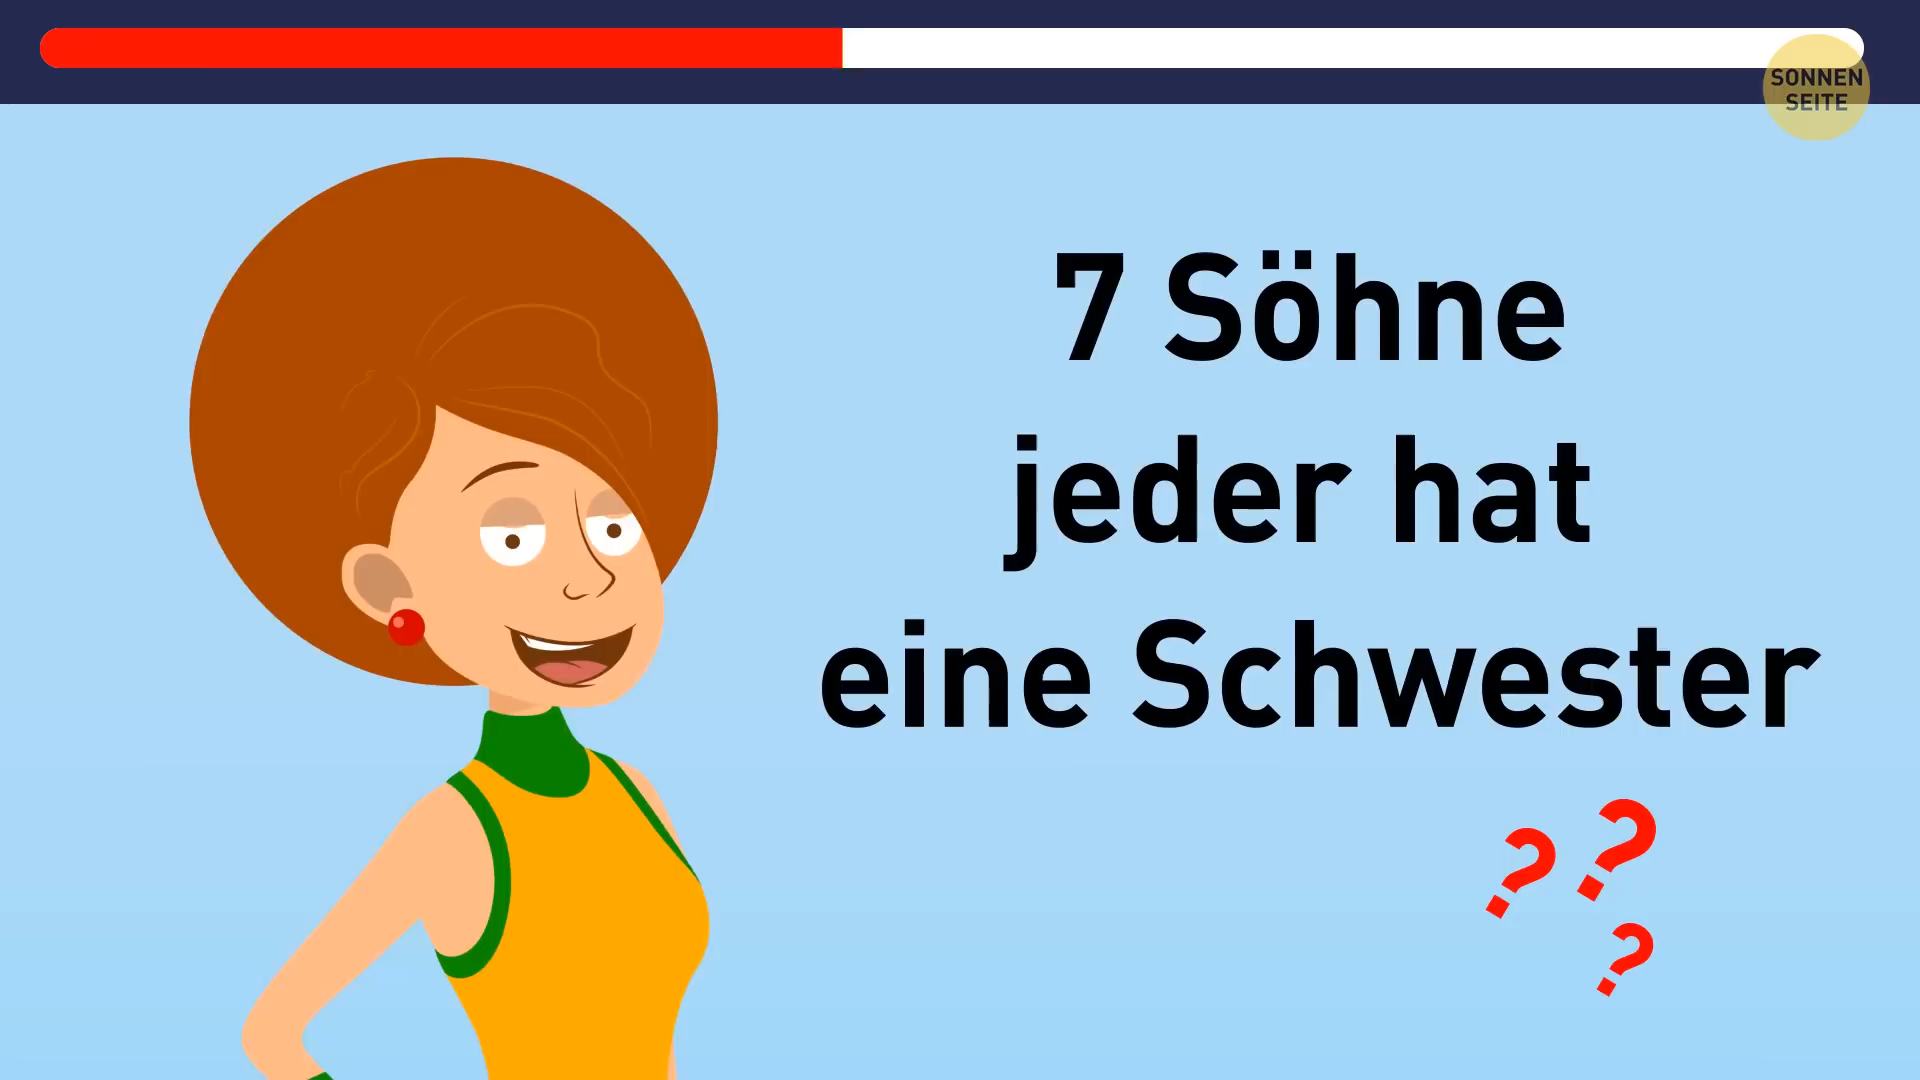 SONNEN
SEITE
7 Söhne
jeder hat
eine Schwester
? ?
?